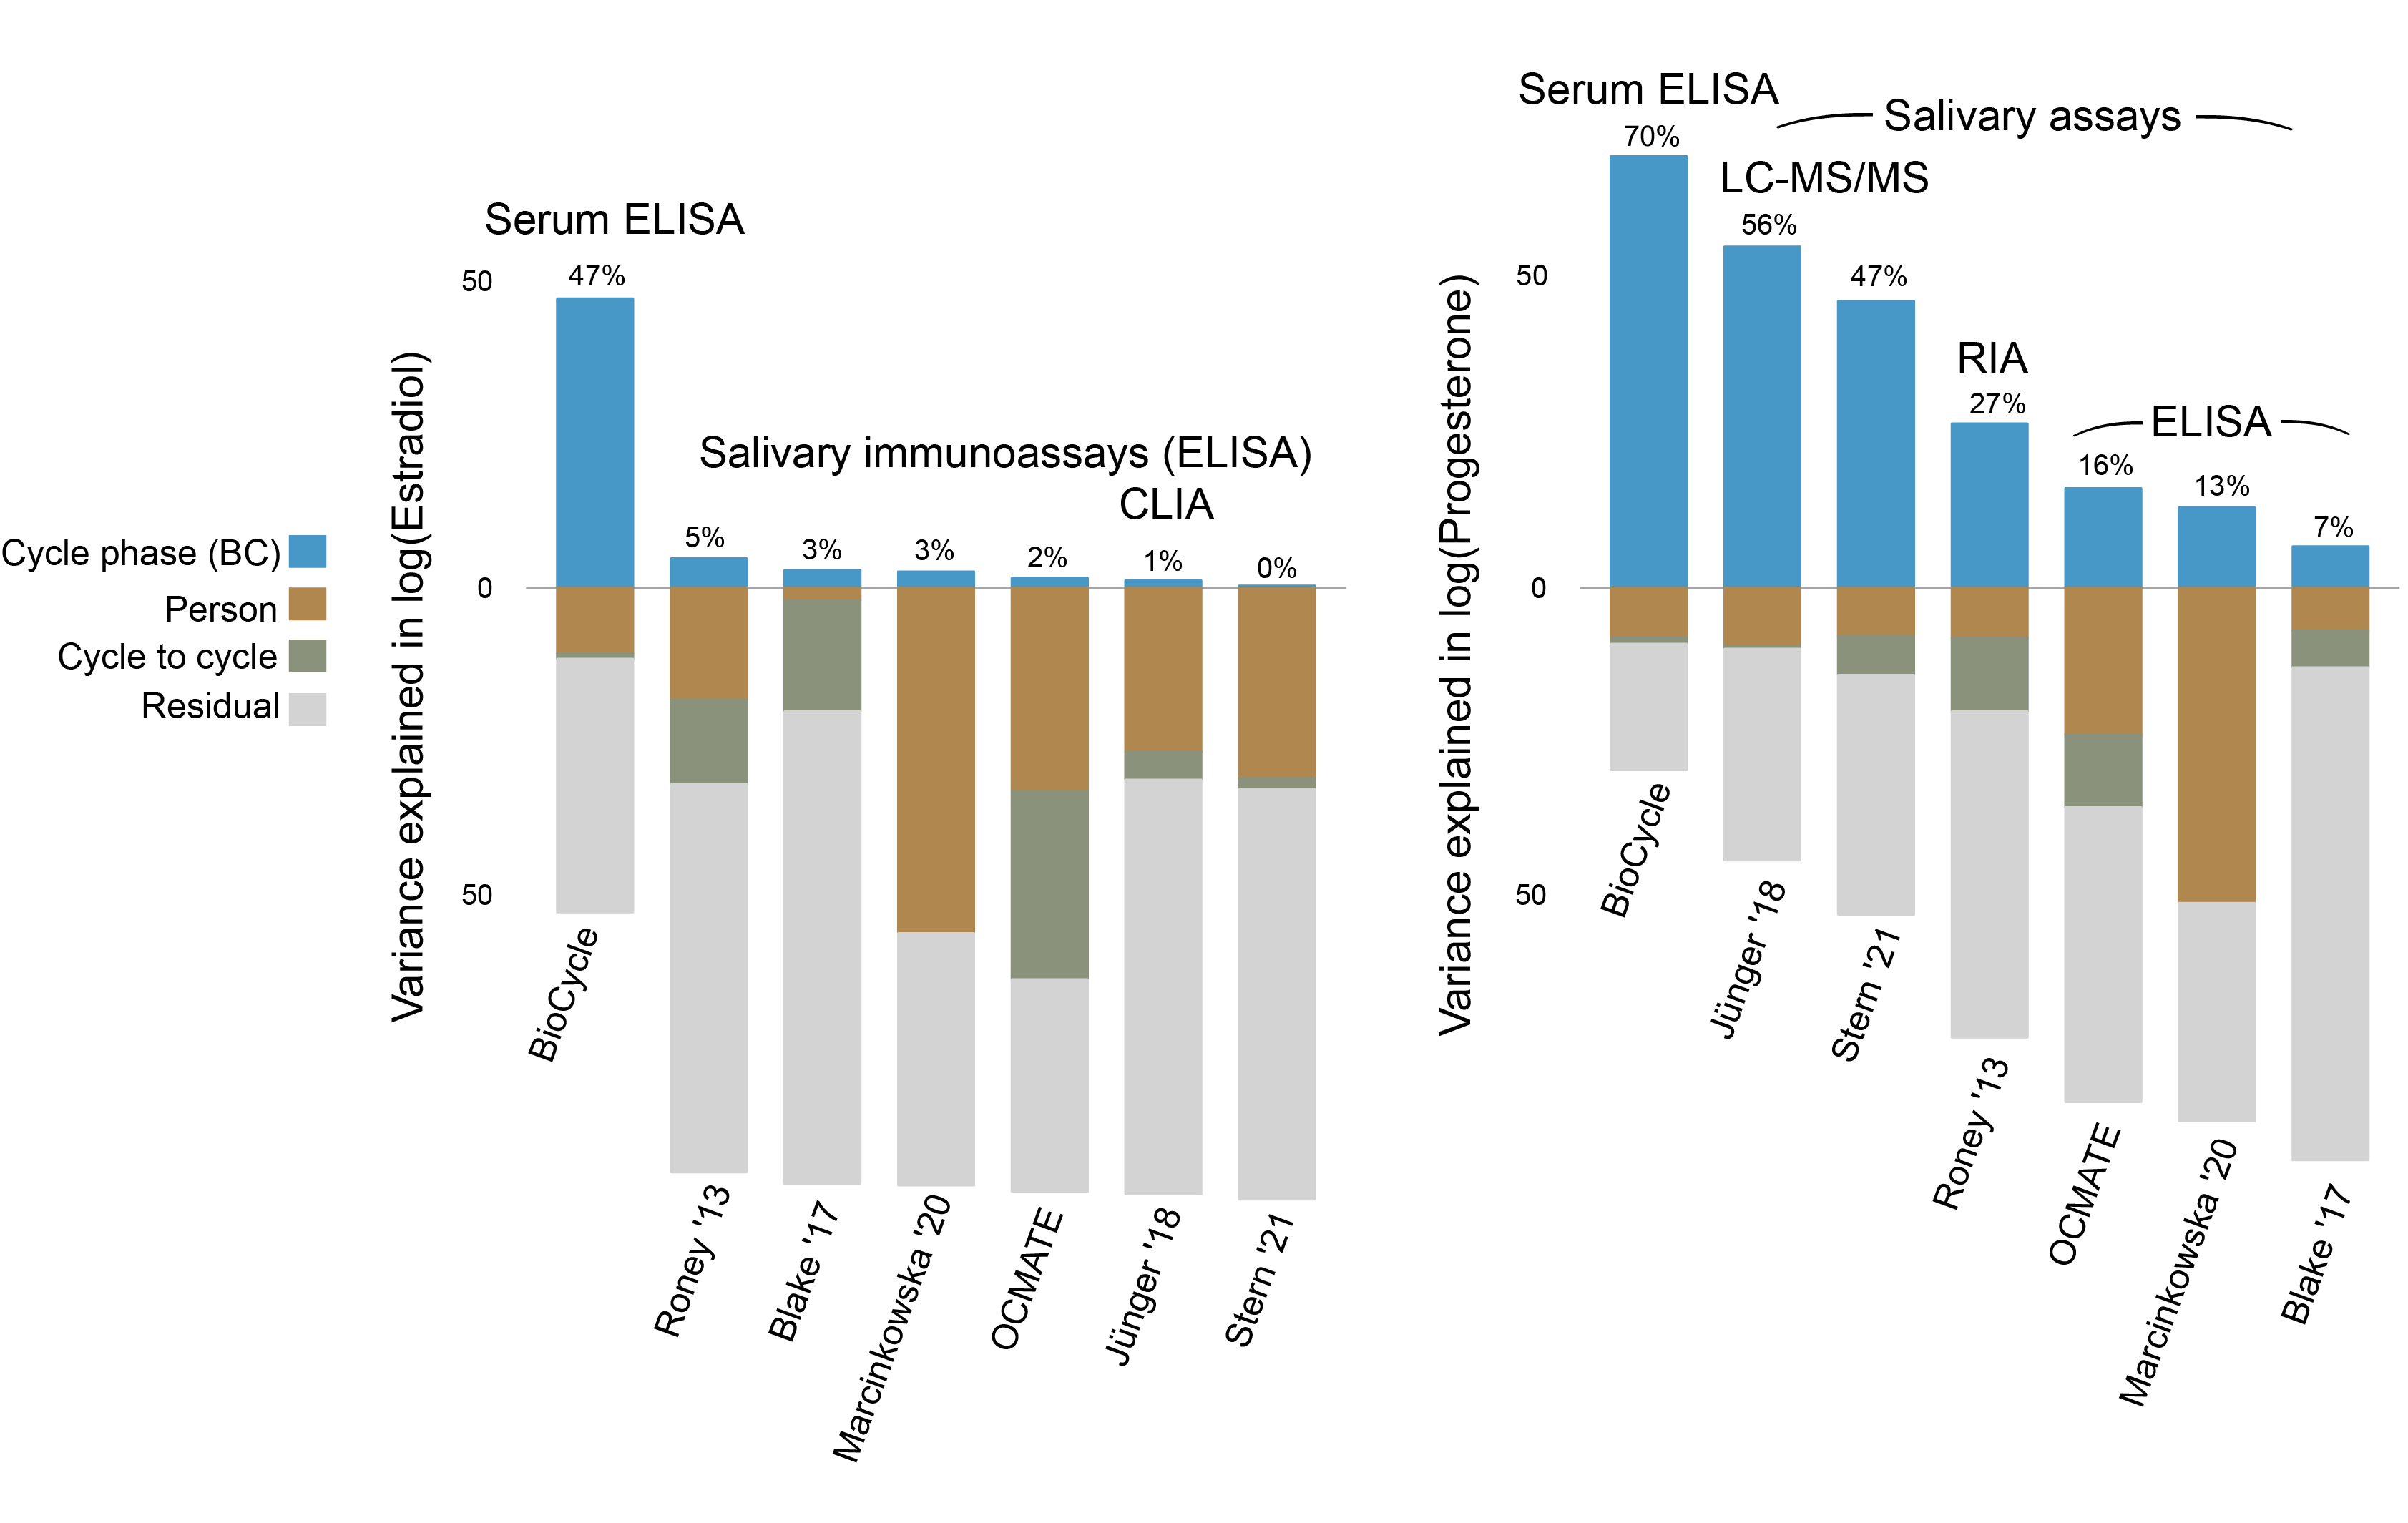 Serum ELISA
47%
50
Salivary immunoassays (ELISA)
CLIA
5%
3%
3%
2%
1%
0%
0
50
Variance explained in log(Estradiol)
Cycle phase (BC)
Person
Cycle to cycle
Residual
BioCycle
Roney '13
Blake '17
Marcinkowska '20
OCMATE
Jünger '18
Stern '21
Serum ELISA
Salivary assays
70%
LC-MS/MS
56%
50
47%
RIA
27%
ELISA
16%
13%
7%
0
50
Variance explained in log(Progesterone)
BioCycle
Jünger '18
Stern '21
Roney '13
OCMATE
Marcinkowska '20
Blake '17